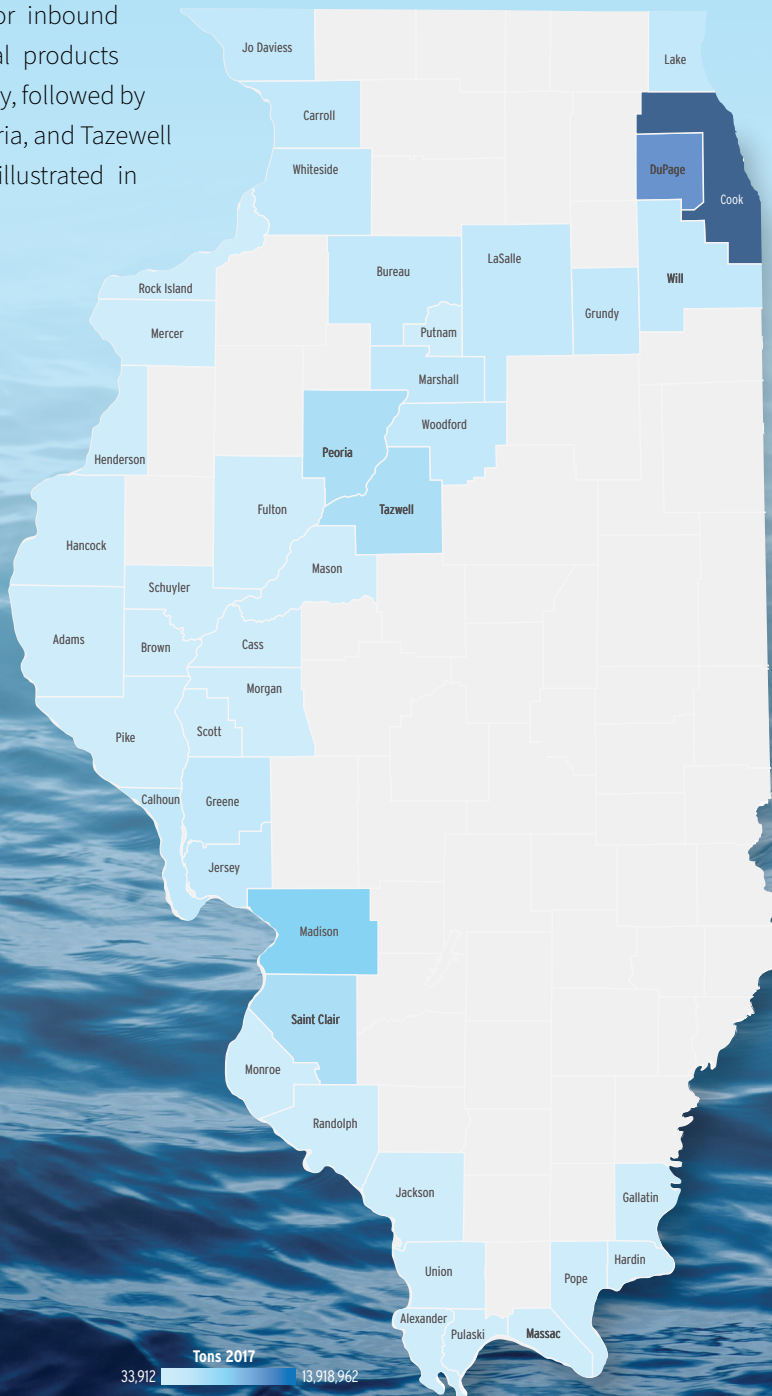 or inbound
al products
y, followed by
ria, and Tazewell
illustrated in
Jo Daviess
Lake
Carroll
Whiteside
DuPage
Cook
Bureau
LaSalle
Will
Rock Island
Grundy
Mercer
Putnam
Marshall
Woodford
Henderson
Peoria
Fulton
Tazwell
Hancock
Mason
Schuyler
Adams
Brown
Cass
Morgan
Pike
Scott
Calhoun
Greene
Jersey
Madison
Saint Clair
Monroe
Randolph
Jackson
Gallatin
Union
Hardin
Pope
Alexander
Pulaski
Massac
Tons 2017
33,912
13,918,962